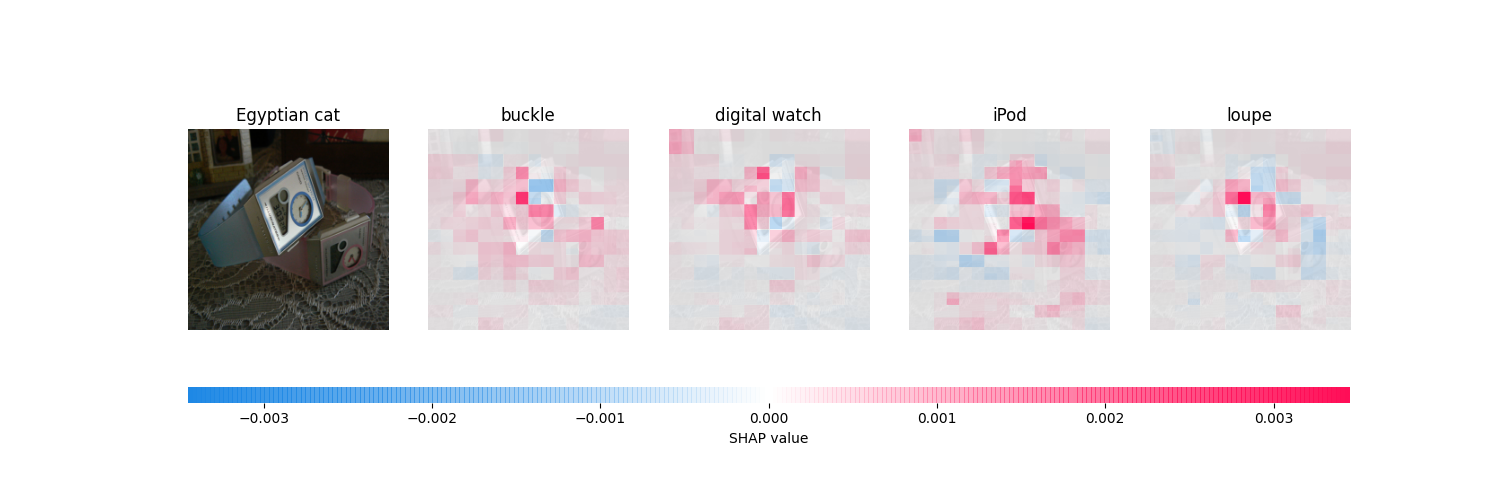 Egyptian cat
buckle
digital watch
iPod
loupe
−0.003
−0.002
−0.001
0.000
0.001
0.002
0.003
SHAP value